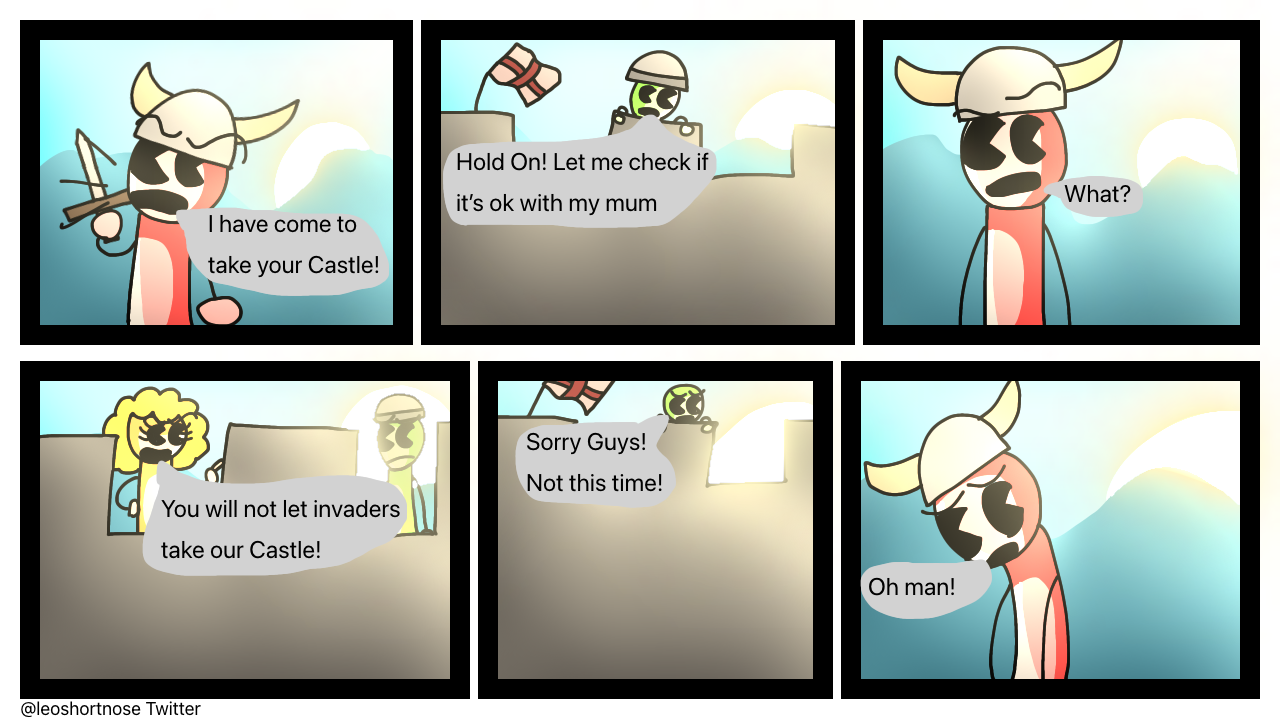 I have come to
take your Castle!
Hold On! Let me check if
it's ok with my mum
What?
You will not let invaders
take our Castle!
Sorry Guys!
Not this time!
Oh man!
@leoshortnose Twitter